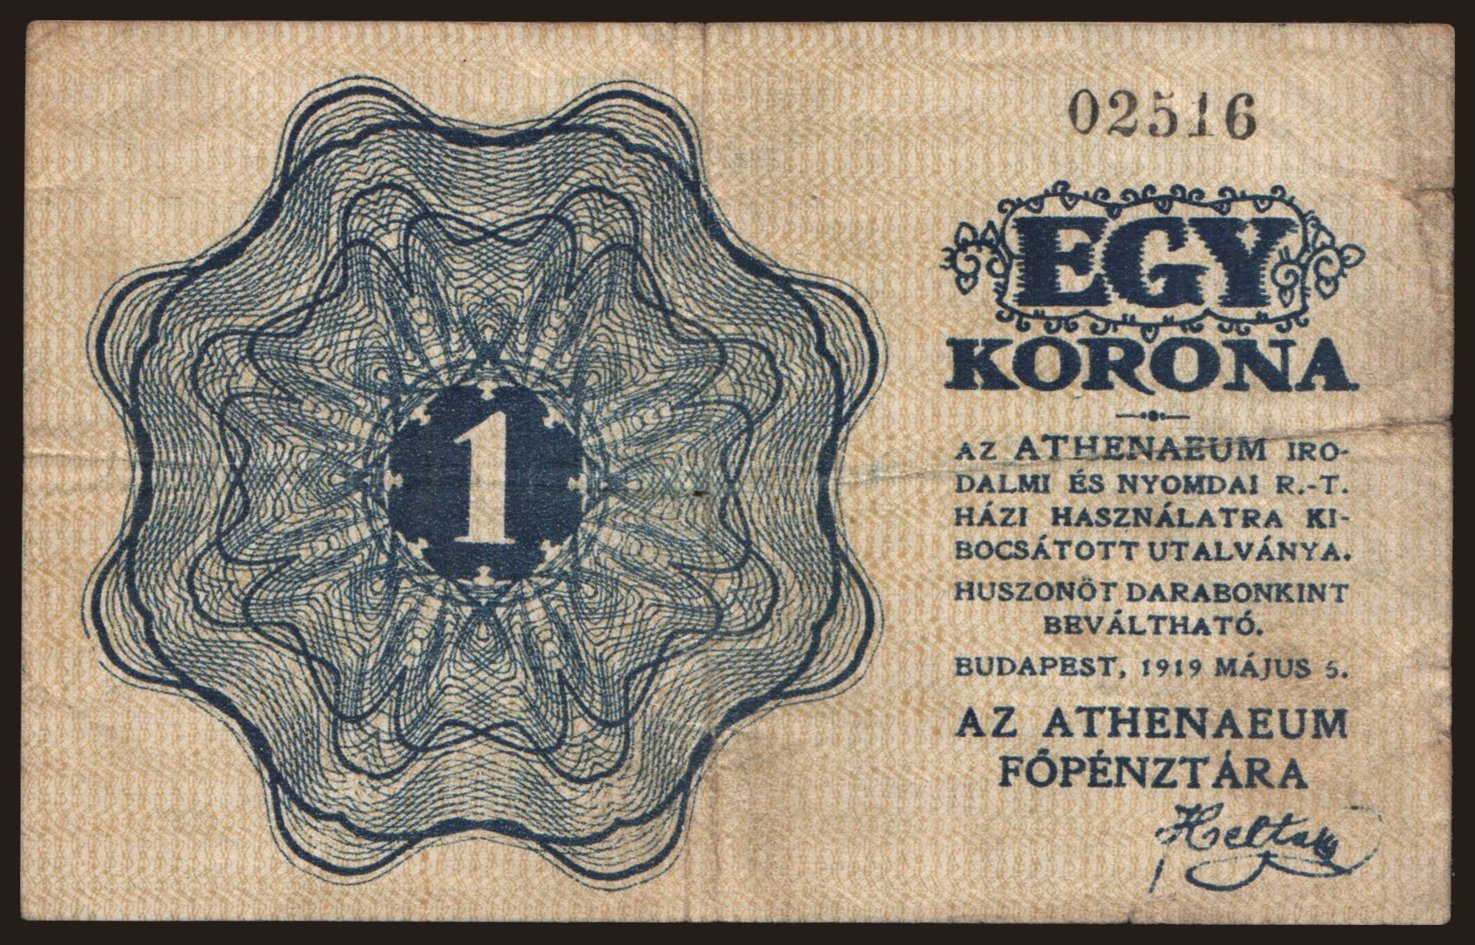 02516
EGY
KORONA
1
AZ ATHENAEUM IRO-
DALMI ÉS NYOMDAI R.-T.
HÁZI HASZNÁLATRA KI-
BOCSÁTOTT UTALVÁNYA.
HUSZONÖT DARABONKINT
BEVÁLTHATÓ.
BUDAPEST, 1919 MÁJUS 5.
AZ ATHENAEUM
FŐPÉNZTÁRA